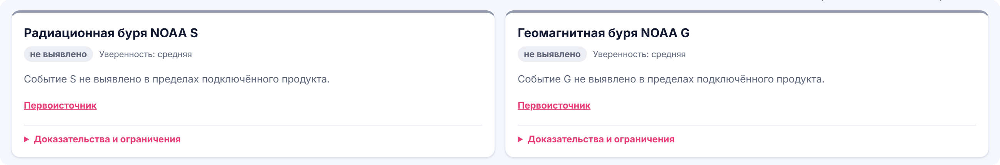 Радиационная буря NOAA S
не выявлено Уверенность: средняя
Событие S не выявлено в пределах подключённого продукта.
Первоисточник
Доказательства и ограничения
Геомагнитная буря NOAA G
не выявлено Уверенность: средняя
Событие G не выявлено в пределах подключённого продукта.
Первоисточник
Доказательства и ограничения